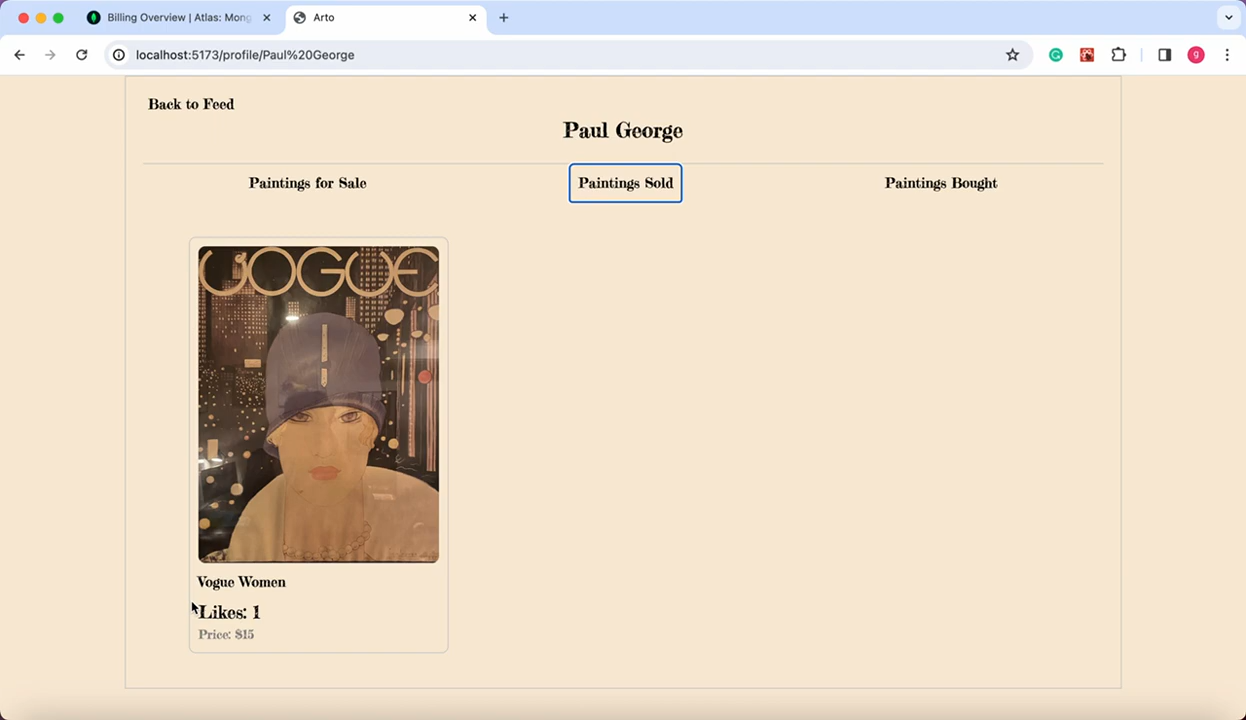 Billing Overview | Atlas: Mong
Arto
localhost:5173/profile/Paul%20George
g
Back to Feed
Paul George
Paintings for Sale
Paintings Sold
Paintings Bought
VOGUE
Vogue Women
Likes: 1
Price: $15